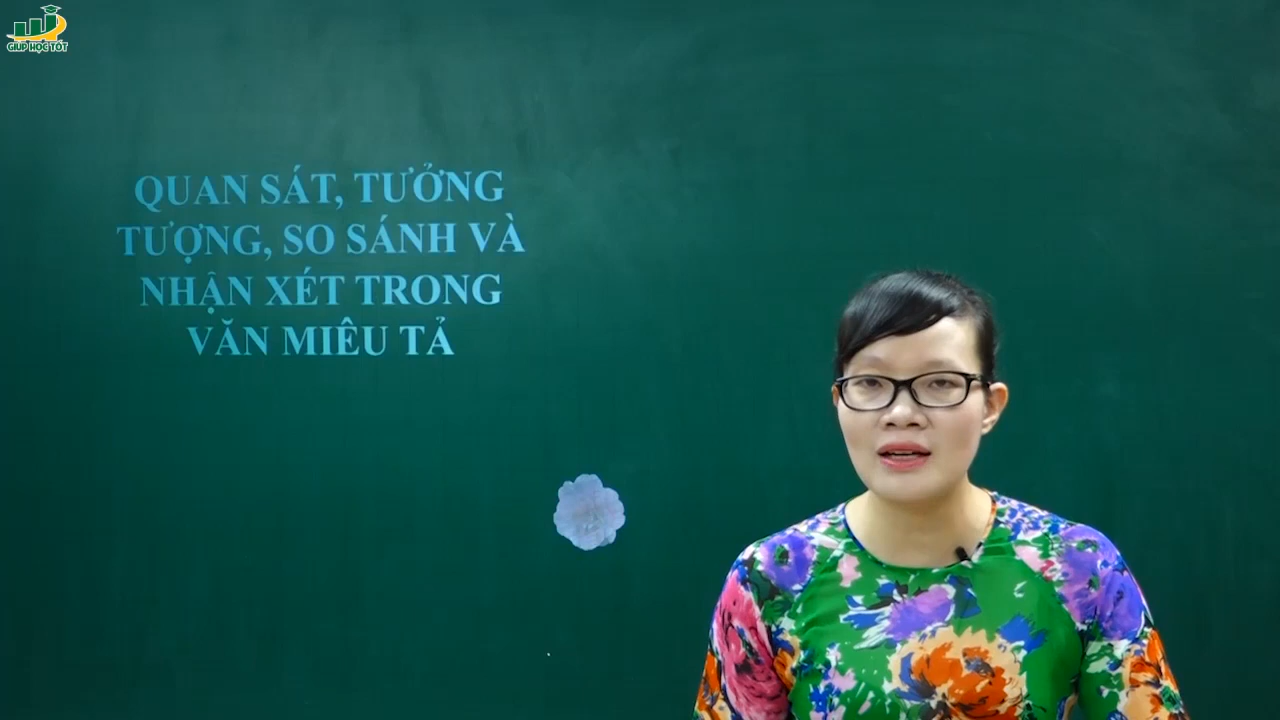 GIÚP HỌC TỐT
QUAN SÁT, TƯỞNG
TƯỢNG, SO SÁNH VÀ
NHẬN XÉT TRONG
VĂN MIÊU TẢ